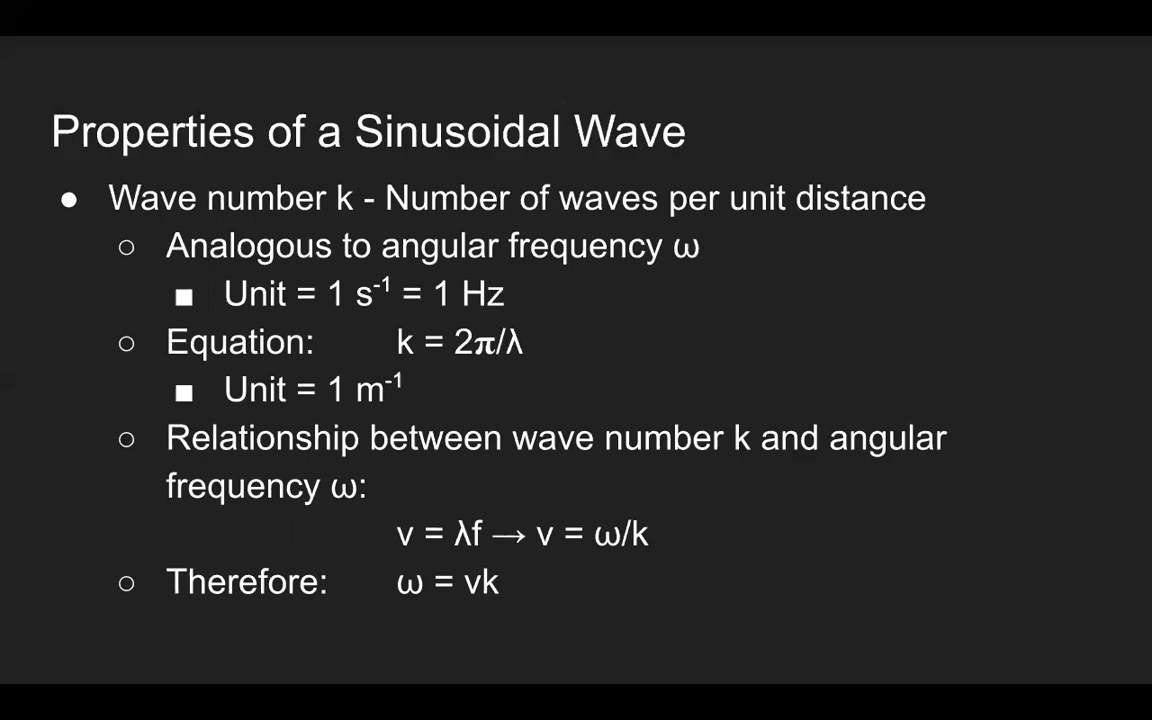 Properties of a Sinusoidal Wave
● Wave number k - Number of waves per unit distance
○ Analogous to angular frequency ω
■ Unit = 1 s⁻¹ = 1 Hz
○ Equation: k = 2π/λ
■ Unit = 1 m⁻¹
○ Relationship between wave number k and angular
frequency ω:
v = λf → v = ω/k
○ Therefore: ω = vk